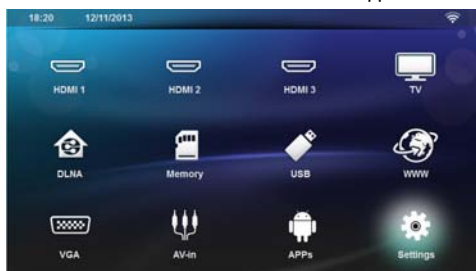 18:20 12/11/2013
HDMI 1 HDMI 2 HDMI 3 TV
DLNA Memory USB WWW
VGA AV-in APPs Settings